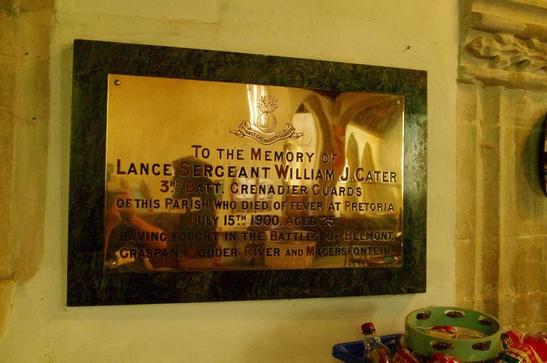 TO THE MEMORY OF
LANCE SERGEANT WILLIAM J. CATER
3RD BATT. GRENADIER GUARDS
OF THIS PARISH WHO DIED OF FEVER AT PRETORIA
JULY 15TH 1900, AGED 25
HAVING FOUGHT IN THE BATTLES OF BELMONT,
GRASPAN, MODDER RIVER AND MAGERSFONTEIN